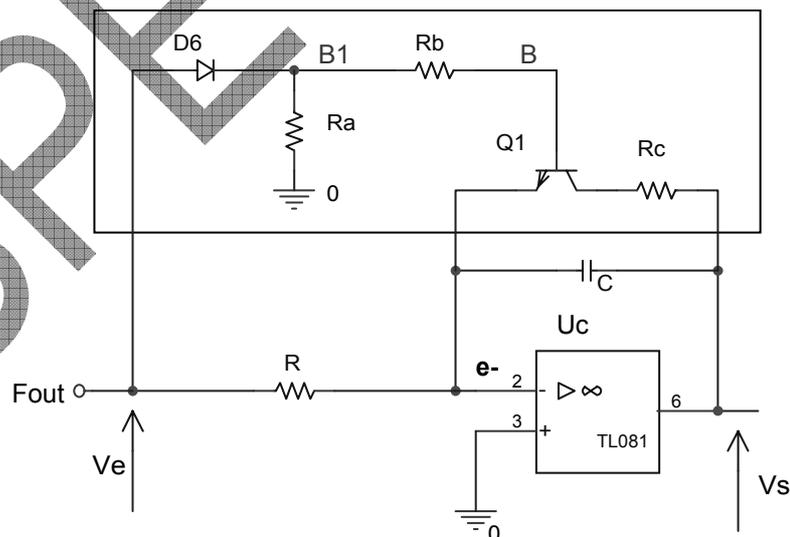 D6
B1
Rb
B
Ra
Q1
Rc
0
C
Uc
R
e-
Fout
2
-
▷ ∞
6
3
+
TL081
Ve
Vs
0